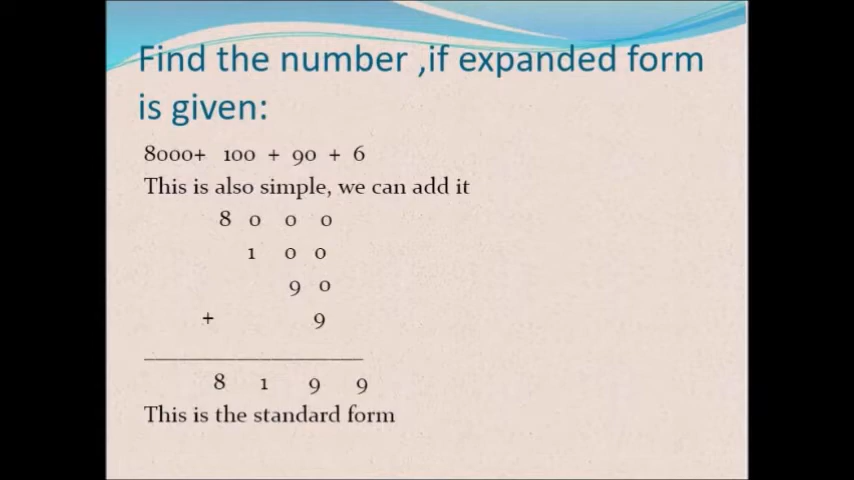 Find the number ,if expanded form
is given:
8000+ 100 + 90 + 6
This is also simple, we can add it
8 0 0 0
1 0 0
9 0
+ 9
8 1 9 9
This is the standard form